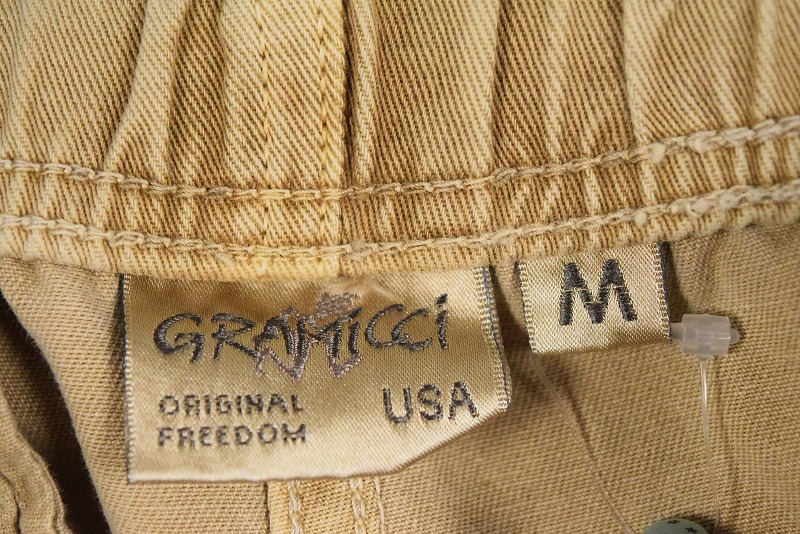 GRAMiCCi
ORIGINAL
FREEDOM
USA
M